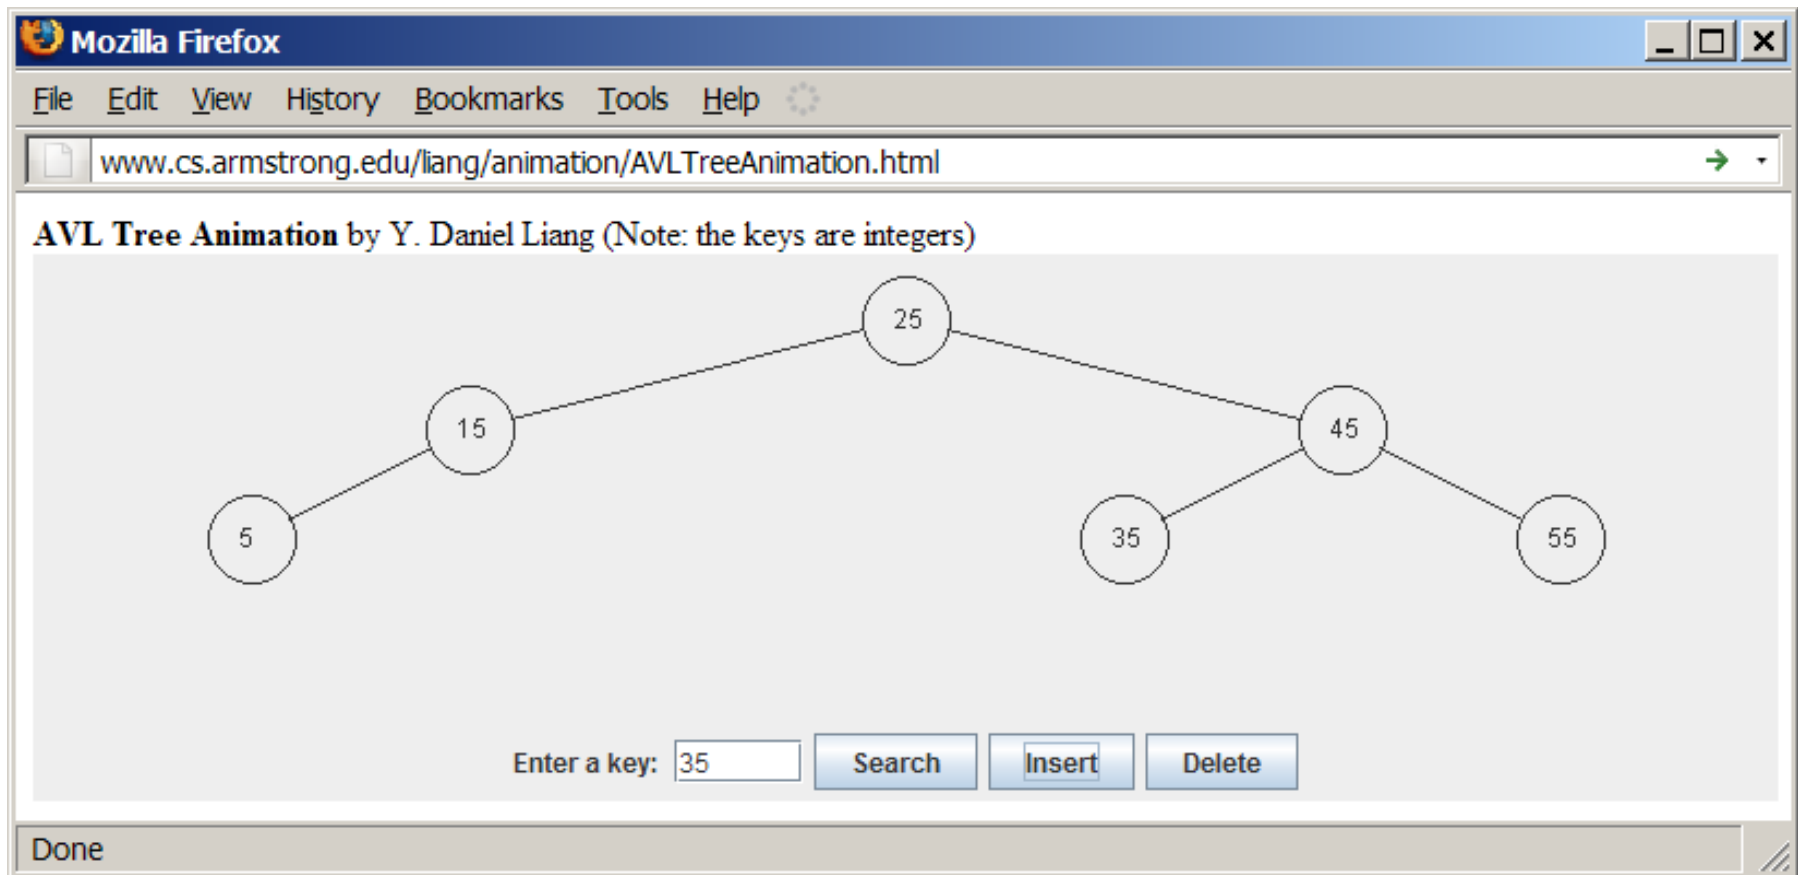 Mozilla Firefox
File Edit View History Bookmarks Tools Help
www.cs.armstrong.edu/liang/animation/AVLTreeAnimation.html
AVL Tree Animation by Y. Daniel Liang (Note: the keys are integers)
25
15 45
5 35 55
Enter a key: 35 Search Insert Delete
Done